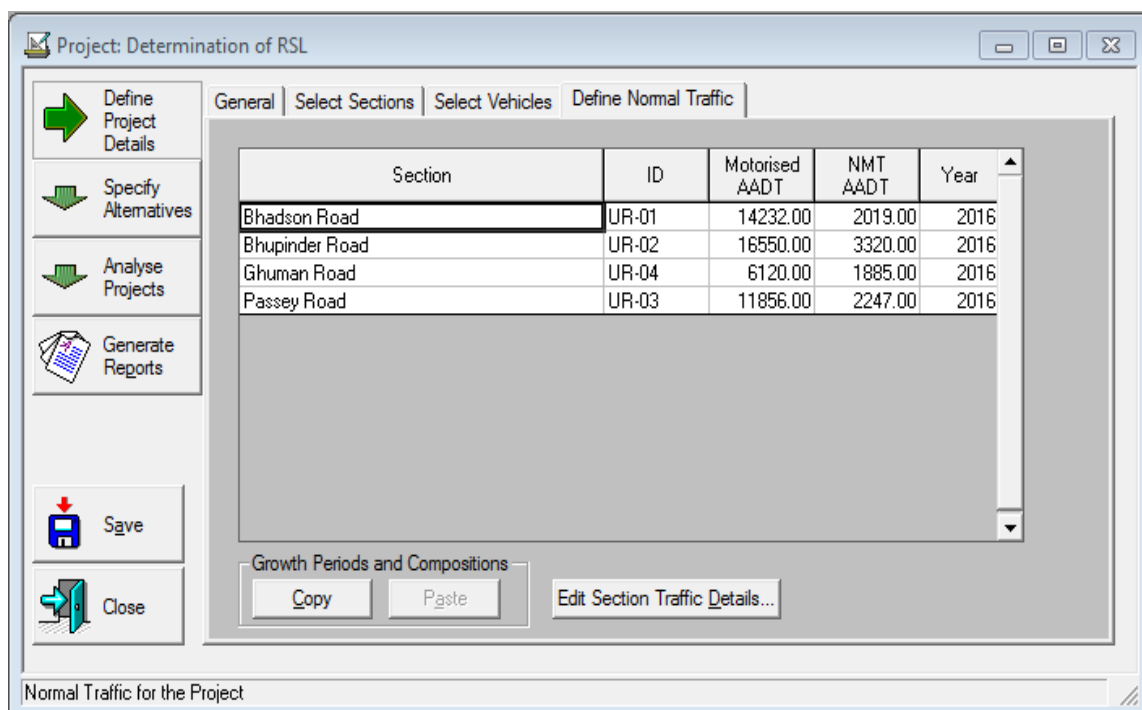 Project: Determination of RSL
Define
Project
Details
Specify
Alternatives
Analyse
Projects
Generate
Reports
Save
Close
General Select Sections Select Vehicles Define Normal Traffic
Section ID Motorised AADT NMT AADT Year
Bhadson Road UR-01 14232.00 2019.00 2016
Bhupinder Road UR-02 16550.00 3320.00 2016
Ghuman Road UR-04 6120.00 1885.00 2016
Passey Road UR-03 11856.00 2247.00 2016
Growth Periods and Compositions
Copy Paste Edit Section Traffic Details...
Normal Traffic for the Project